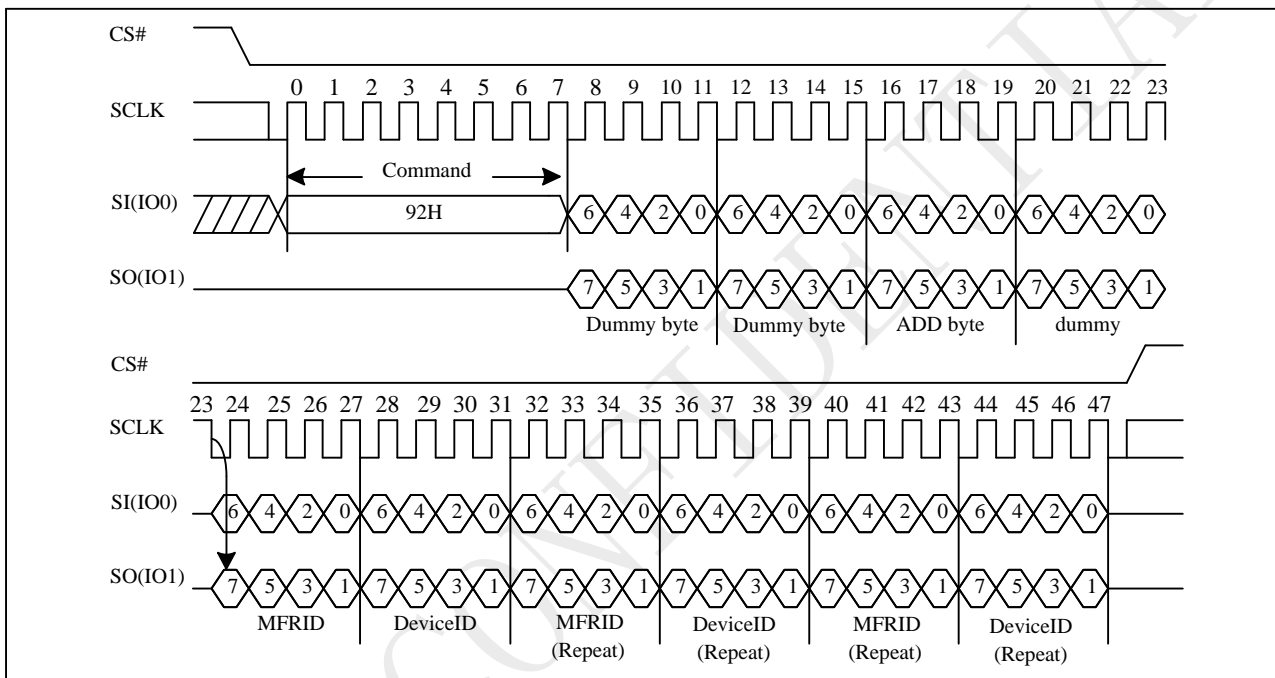 CS#
0 1 2 3 4 5 6 7 8 9 10 11 12 13 14 15 16 17 18 19 20 21 22 23
SCLK
Command
SI(IO0) 92H 6 4 2 0 6 4 2 0 6 4 2 0 6 4 2 0
SO(IO1) 7 5 3 1 7 5 3 1 7 5 3 1 7 5 3 1
Dummy byte Dummy byte ADD byte dummy
CS#
23 24 25 26 27 28 29 30 31 32 33 34 35 36 37 38 39 40 41 42 43 44 45 46 47
SCLK
SI(IO0) 6 4 2 0 6 4 2 0 6 4 2 0 6 4 2 0 6 4 2 0 6 4 2 0
SO(IO1) 7 5 3 1 7 5 3 1 7 5 3 1 7 5 3 1 7 5 3 1 7 5 3 1
MFRID DeviceID MFRID DeviceID MFRID DeviceID
(Repeat) (Repeat) (Repeat) (Repeat)
CONFIDENTIA